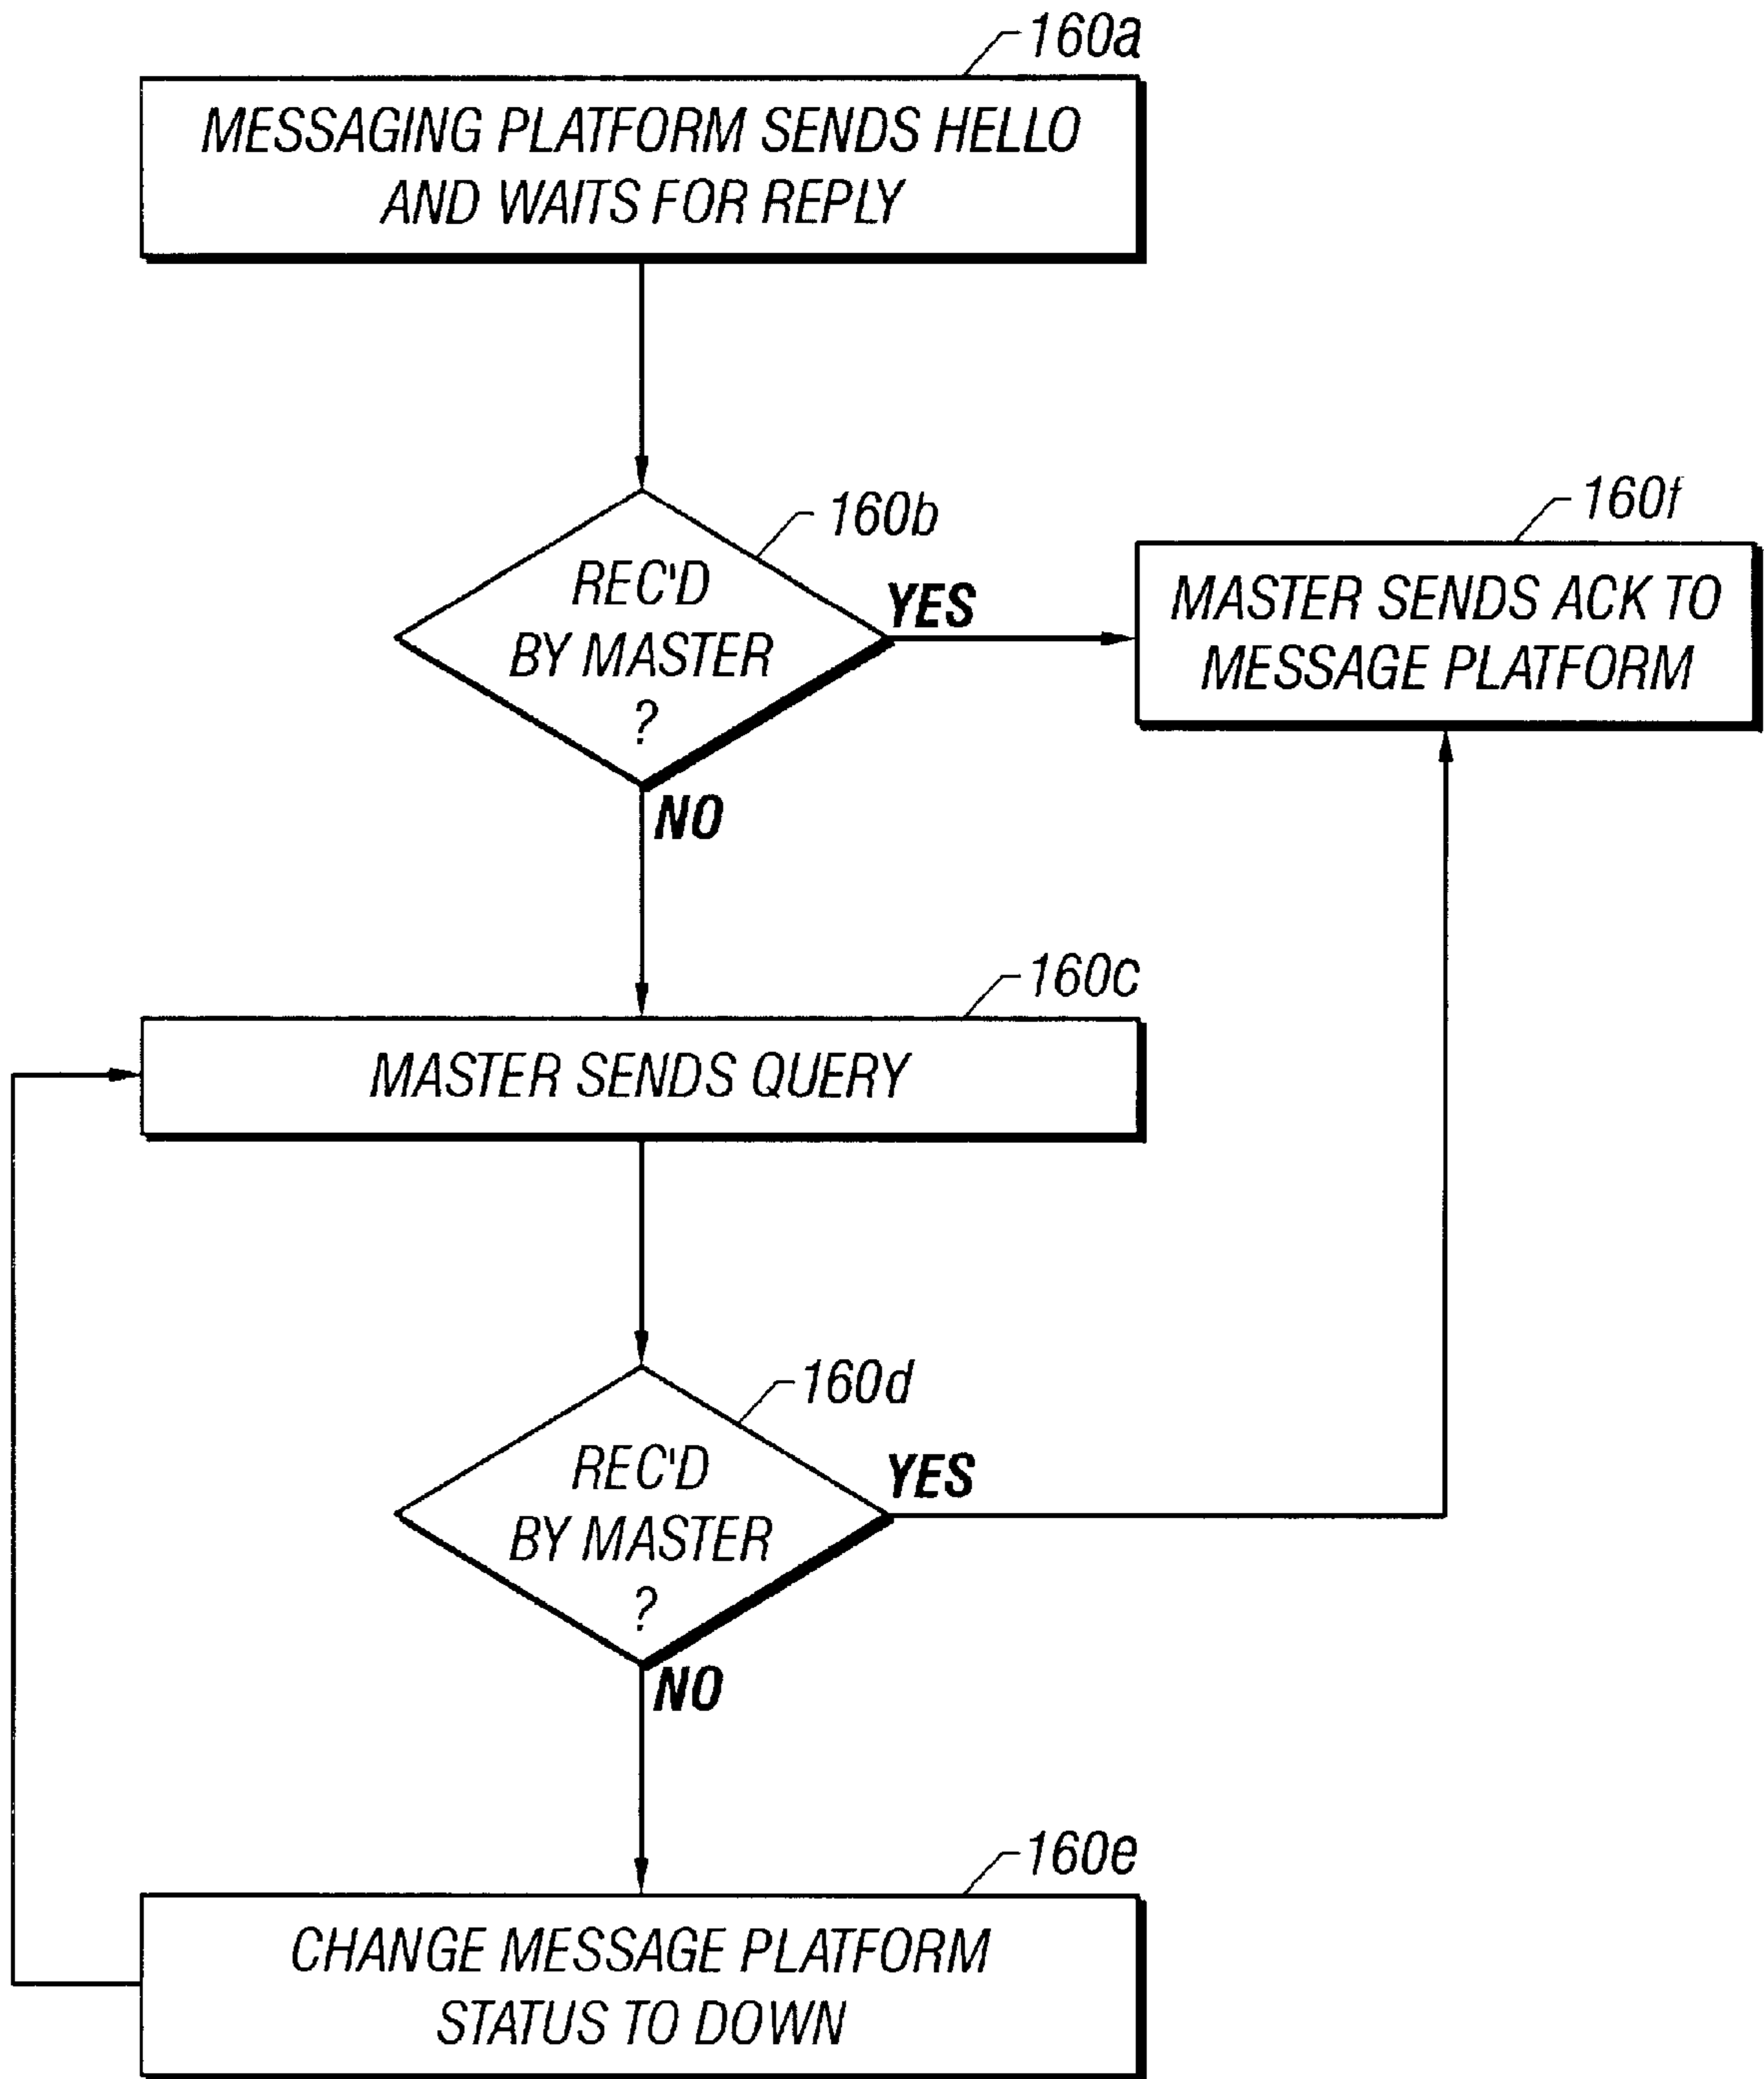 160a
MESSAGING PLATFORM SENDS HELLO
AND WAITS FOR REPLY
160b
REC'D
BY MASTER
?
YES
NO
160f
MASTER SENDS ACK TO
MESSAGE PLATFORM
160c
MASTER SENDS QUERY
160d
REC'D
BY MASTER
?
YES
NO
160e
CHANGE MESSAGE PLATFORM
STATUS TO DOWN